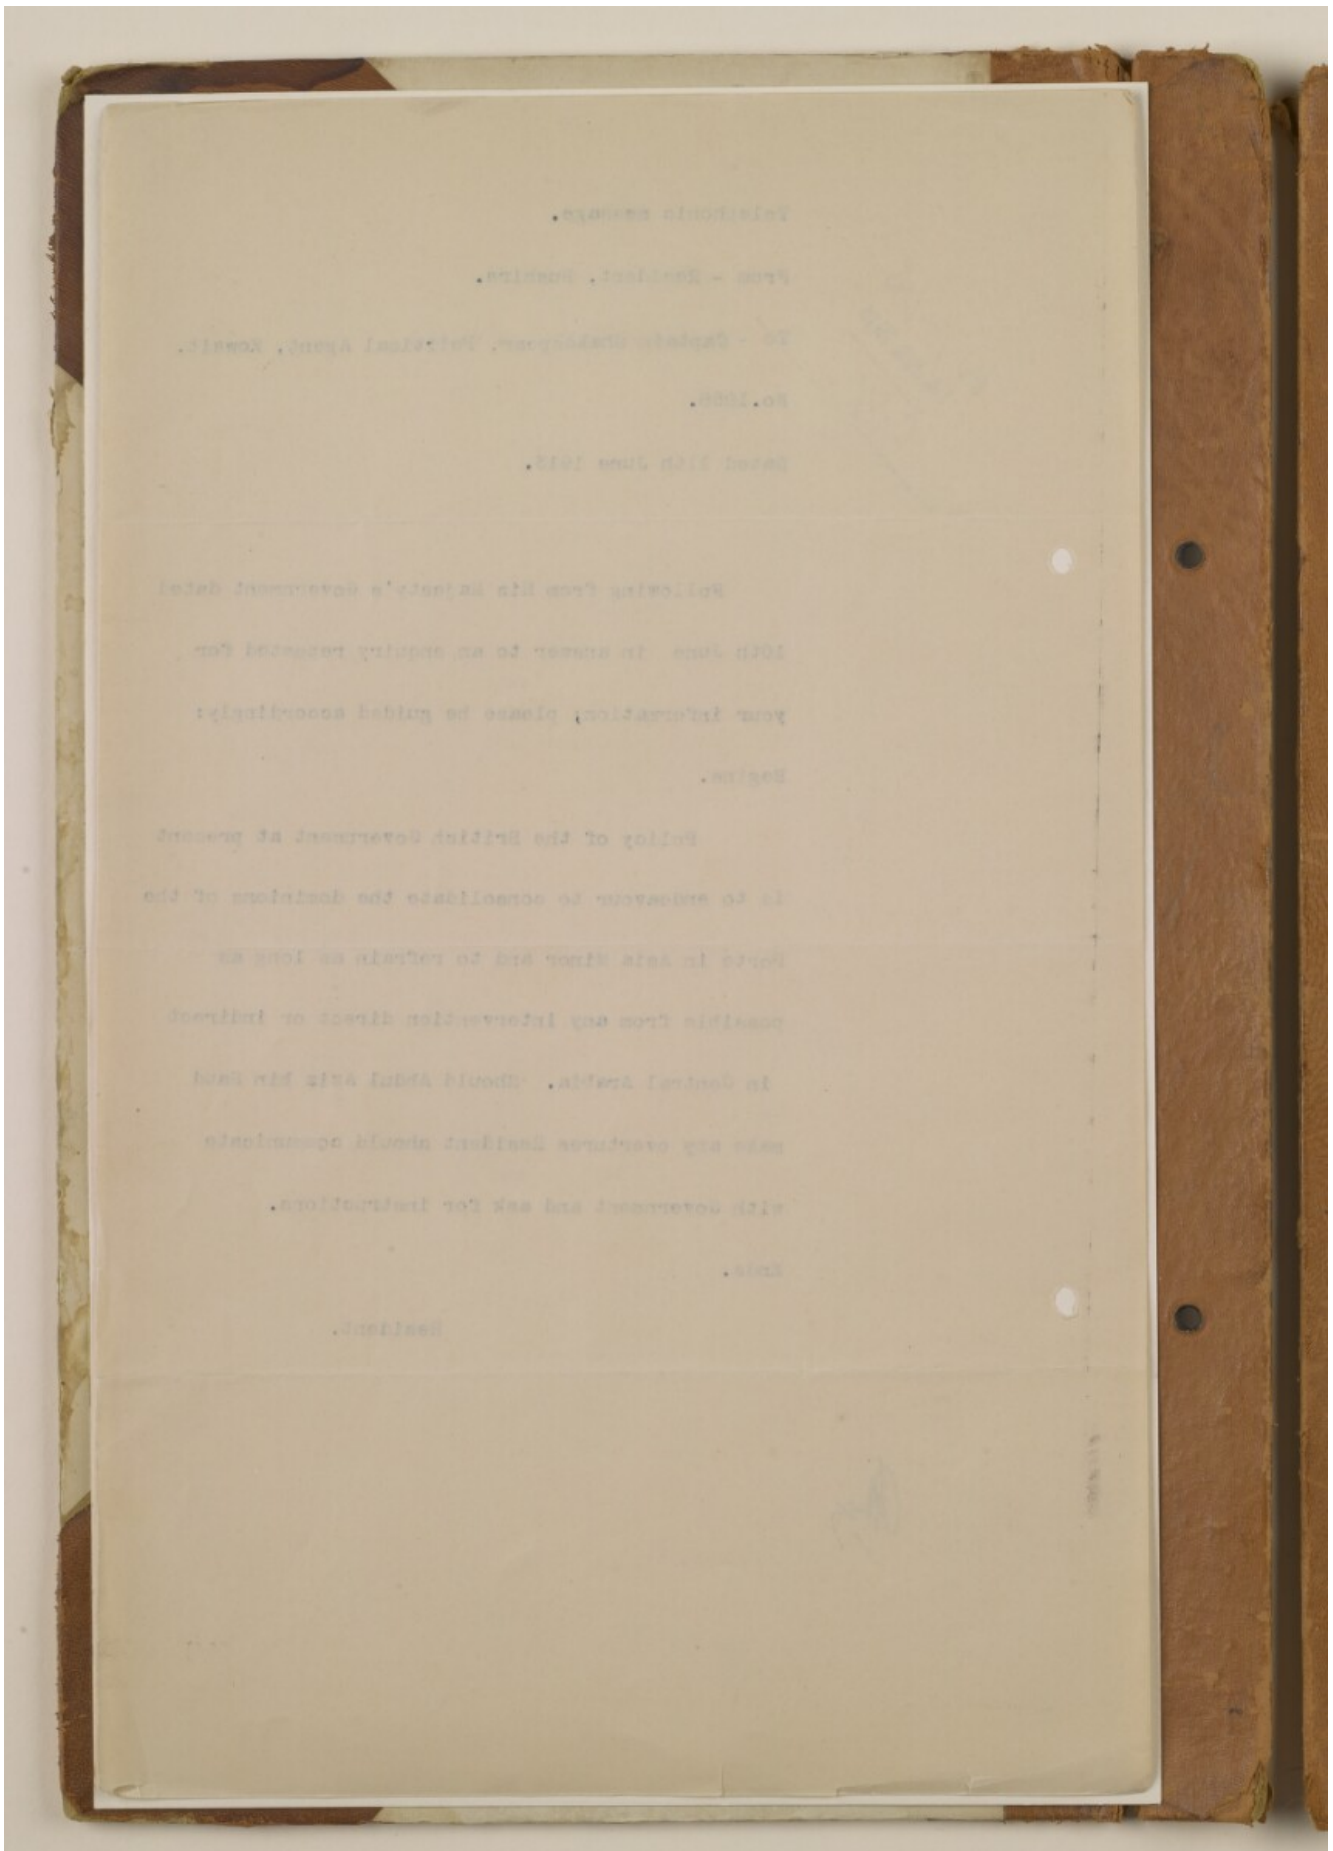 Telephonic message.
From - Resident, Bushire.
To - Captain Shakespear, Political Agent, Kuwait.
Dated 11th June 1913.
Following from His Majesty's Government dated
10th June in answer to an enquiry repeated for
your information; please be guided accordingly:
Begins.
Policy of the British Government at present
is to endeavour to consolidate the dominions of the
Porte in Asia Minor and to refrain as long as
possible from any intervention direct or indirect
in Central Arabia. Should Abdul Aziz bin Saud
make any overtures Resident should communicate
with Government and ask for instructions.
Ends.
Resident.